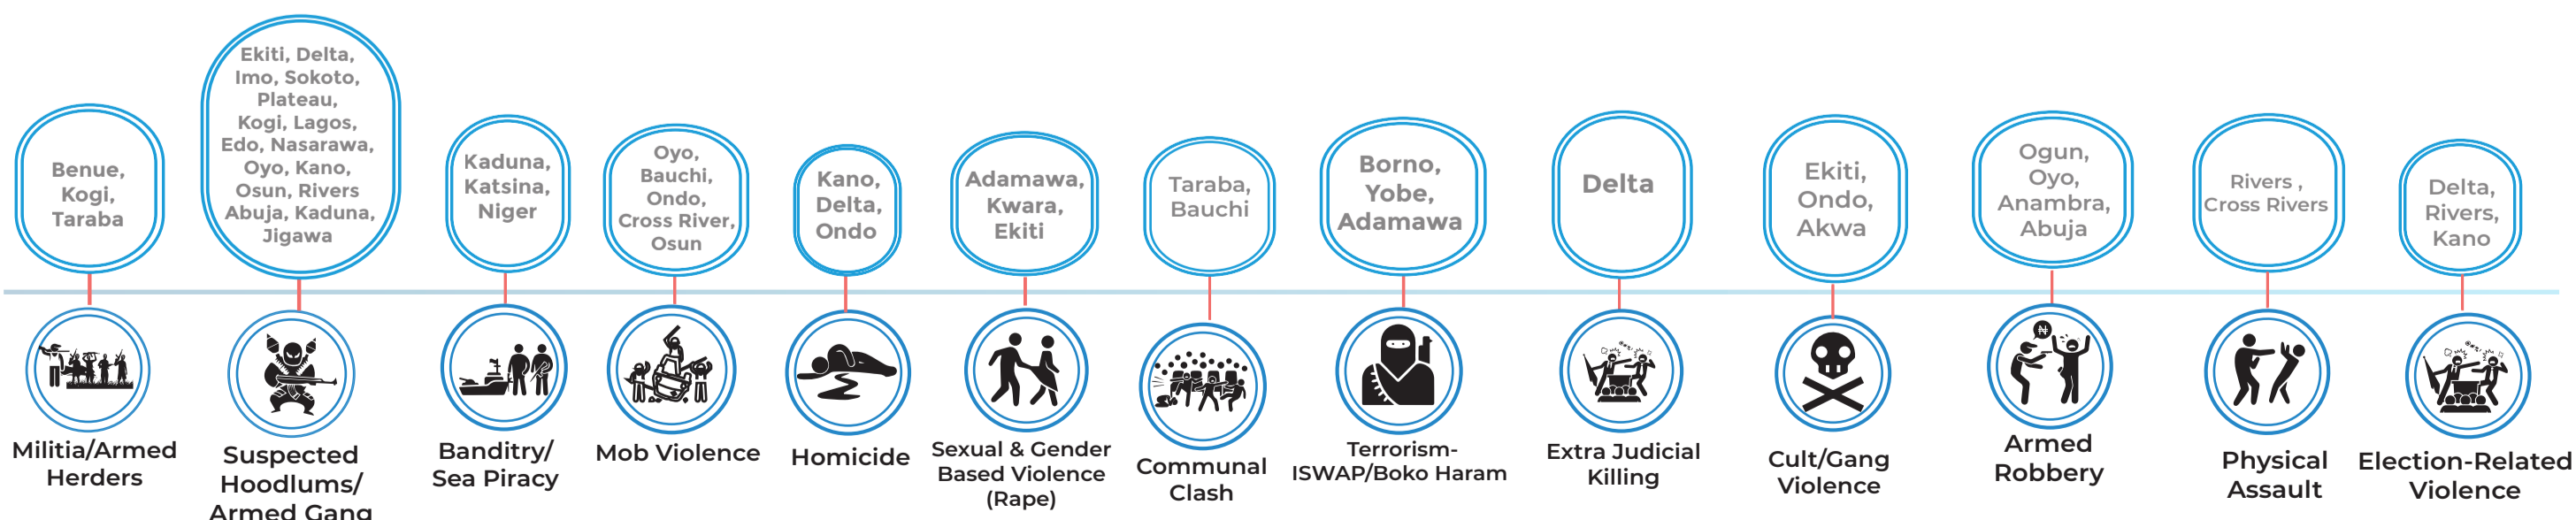 Benue,
Kogi,
Taraba
Militia/Armed
Herders
Ekiti, Delta,
Imo, Sokoto,
Plateau,
Kogi, Lagos,
Edo, Nasarawa,
Oyo, Kano,
Osun, Rivers
Abuja, Kaduna,
Jigawa
Suspected
Hoodlums/
Armed Gang
Kaduna,
Katsina,
Niger
Banditry/
Sea Piracy
Oyo,
Bauchi,
Ondo,
Cross River,
Osun
Mob Violence
Kano,
Delta,
Ondo
Homicide
Adamawa,
Kwara,
Ekiti
Sexual & Gender
Based Violence
(Rape)
Taraba,
Bauchi
Communal
Clash
Borno,
Yobe,
Adamawa
Terrorism-
ISWAP/Boko Haram
Delta
Extra Judicial
Killing
Ekiti,
Ondo,
Akwa
Cult/Gang
Violence
Ogun,
Oyo,
Anambra,
Abuja
₦
Armed
Robbery
Rivers ,
Cross Rivers
Physical
Assault
Delta,
Rivers,
Kano
Election-Related
Violence